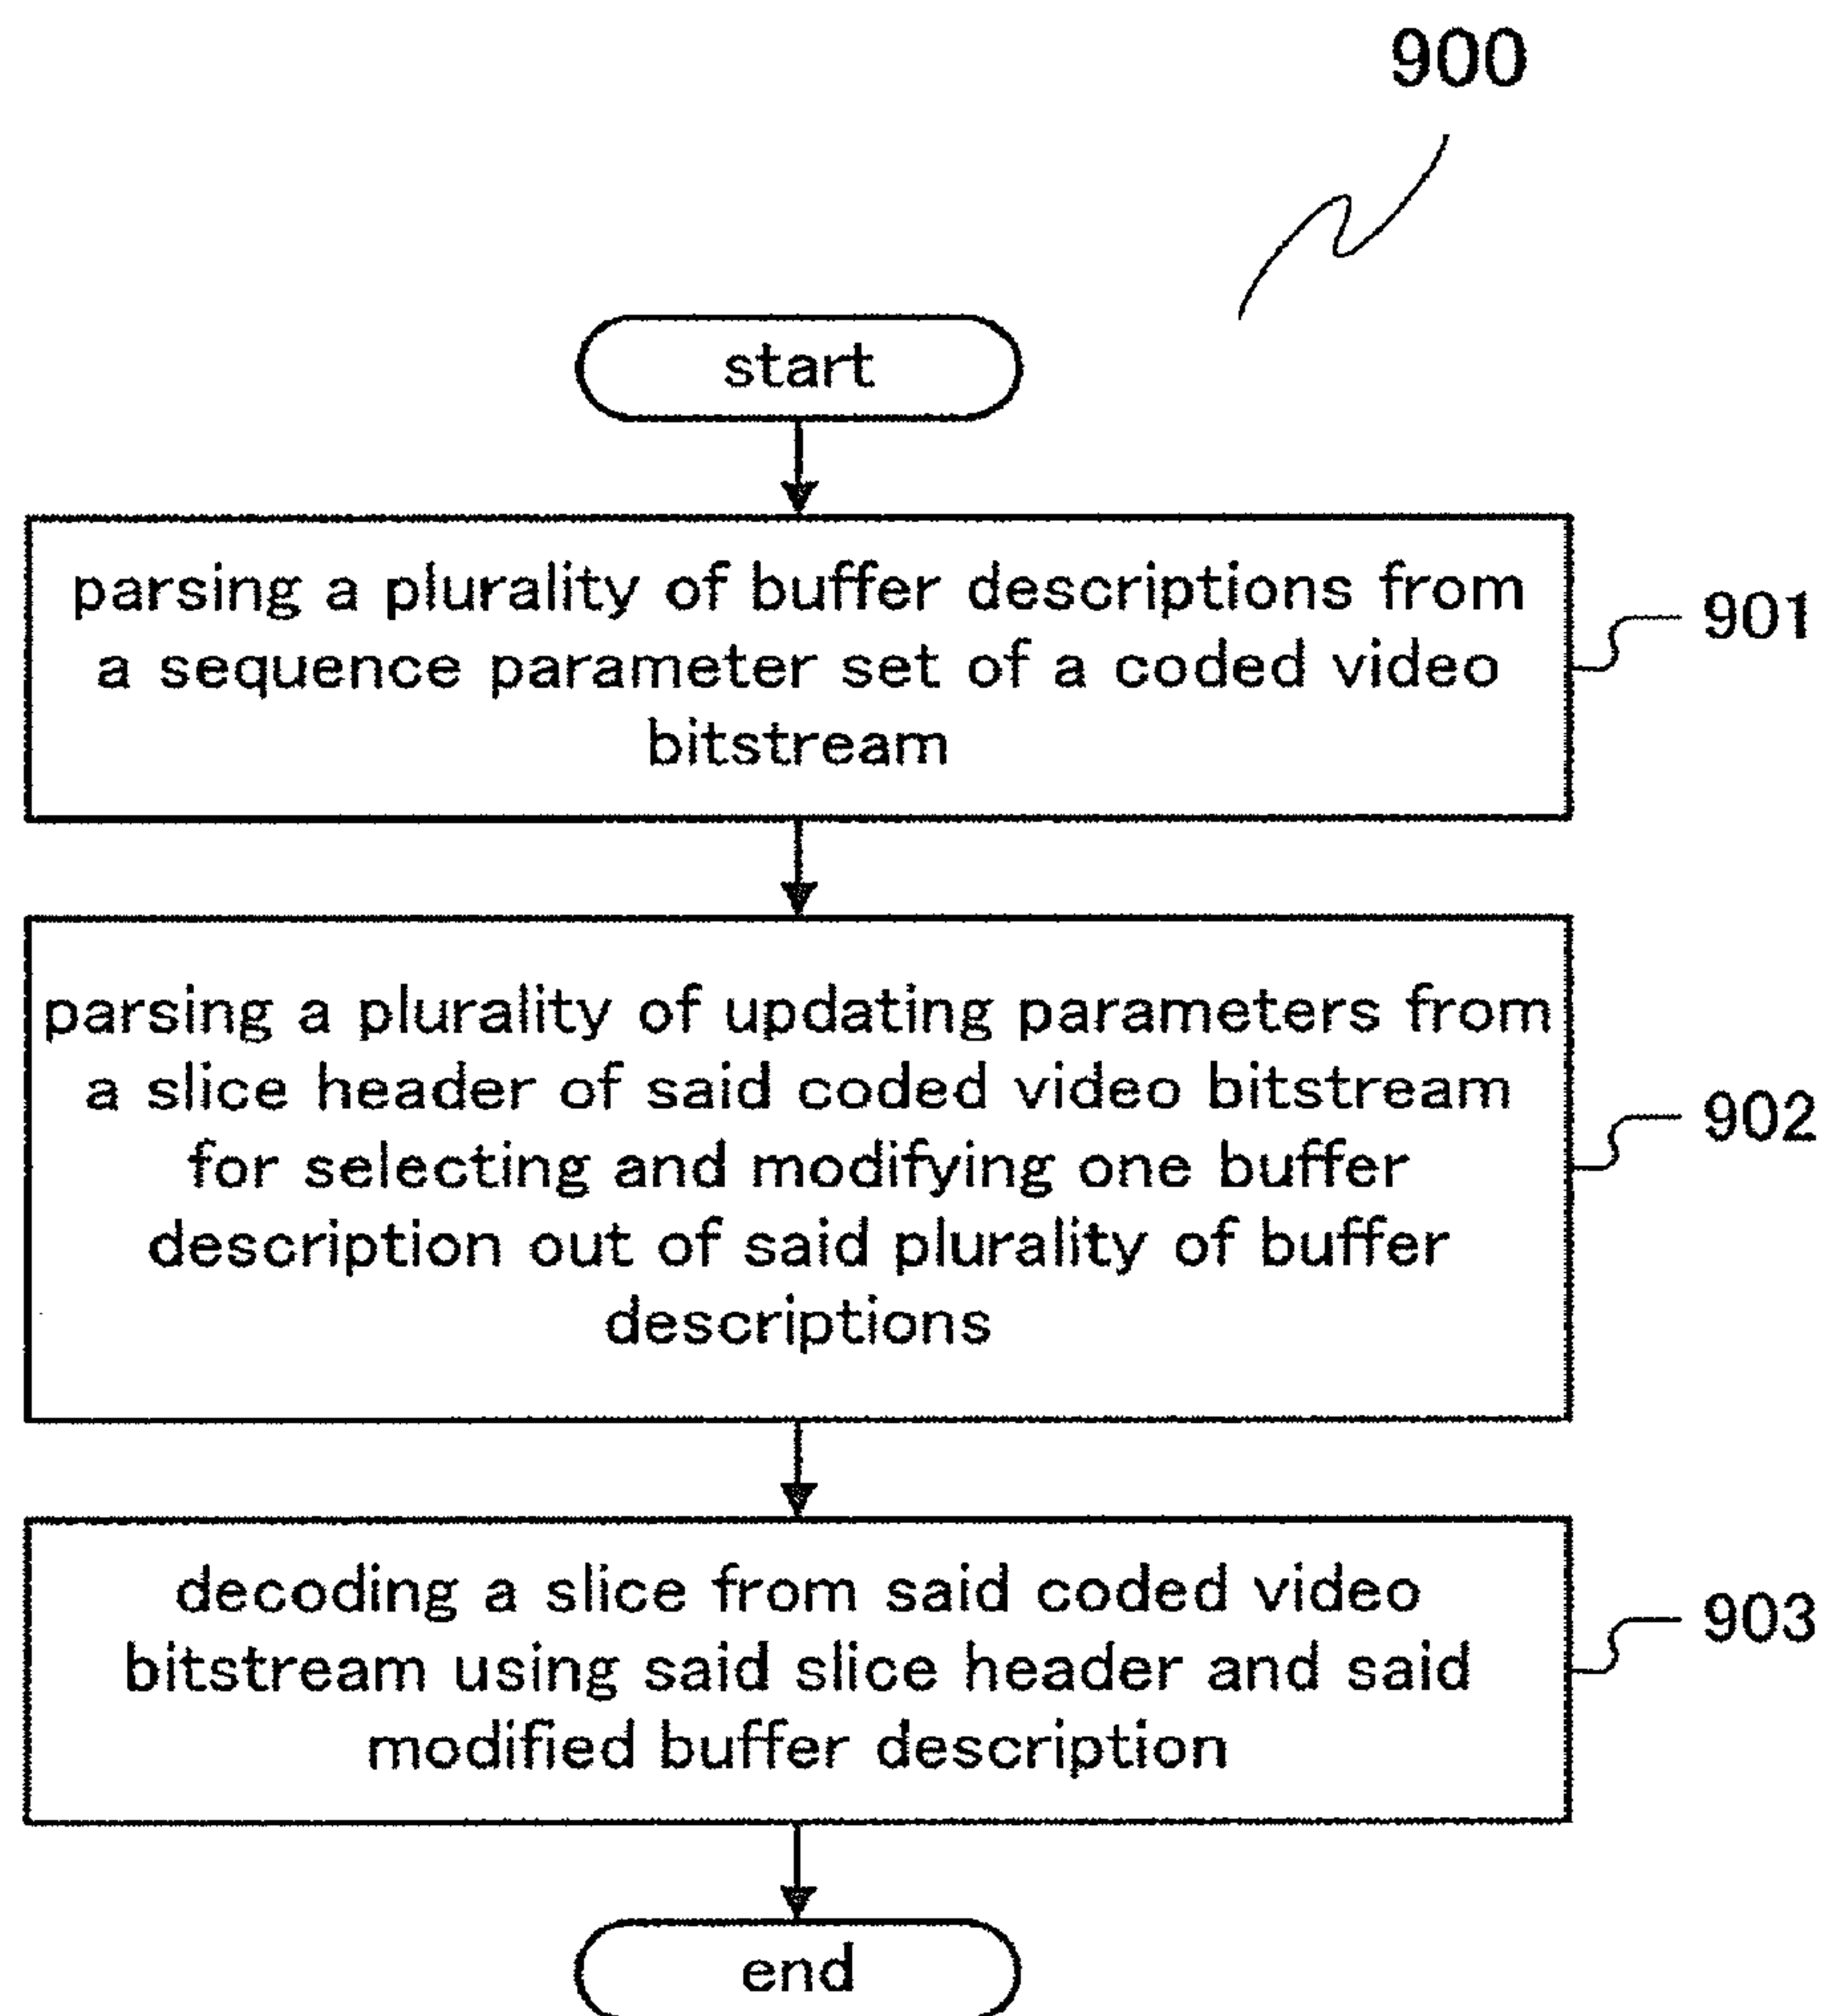 900
start
parsing a plurality of buffer descriptions from
a sequence parameter set of a coded video
bitstream
901
parsing a plurality of updating parameters from
a slice header of said coded video bitstream
for selecting and modifying one buffer
description out of said plurality of buffer
descriptions
902
decoding a slice from said coded video
bitstream using said slice header and said
modified buffer description
903
end